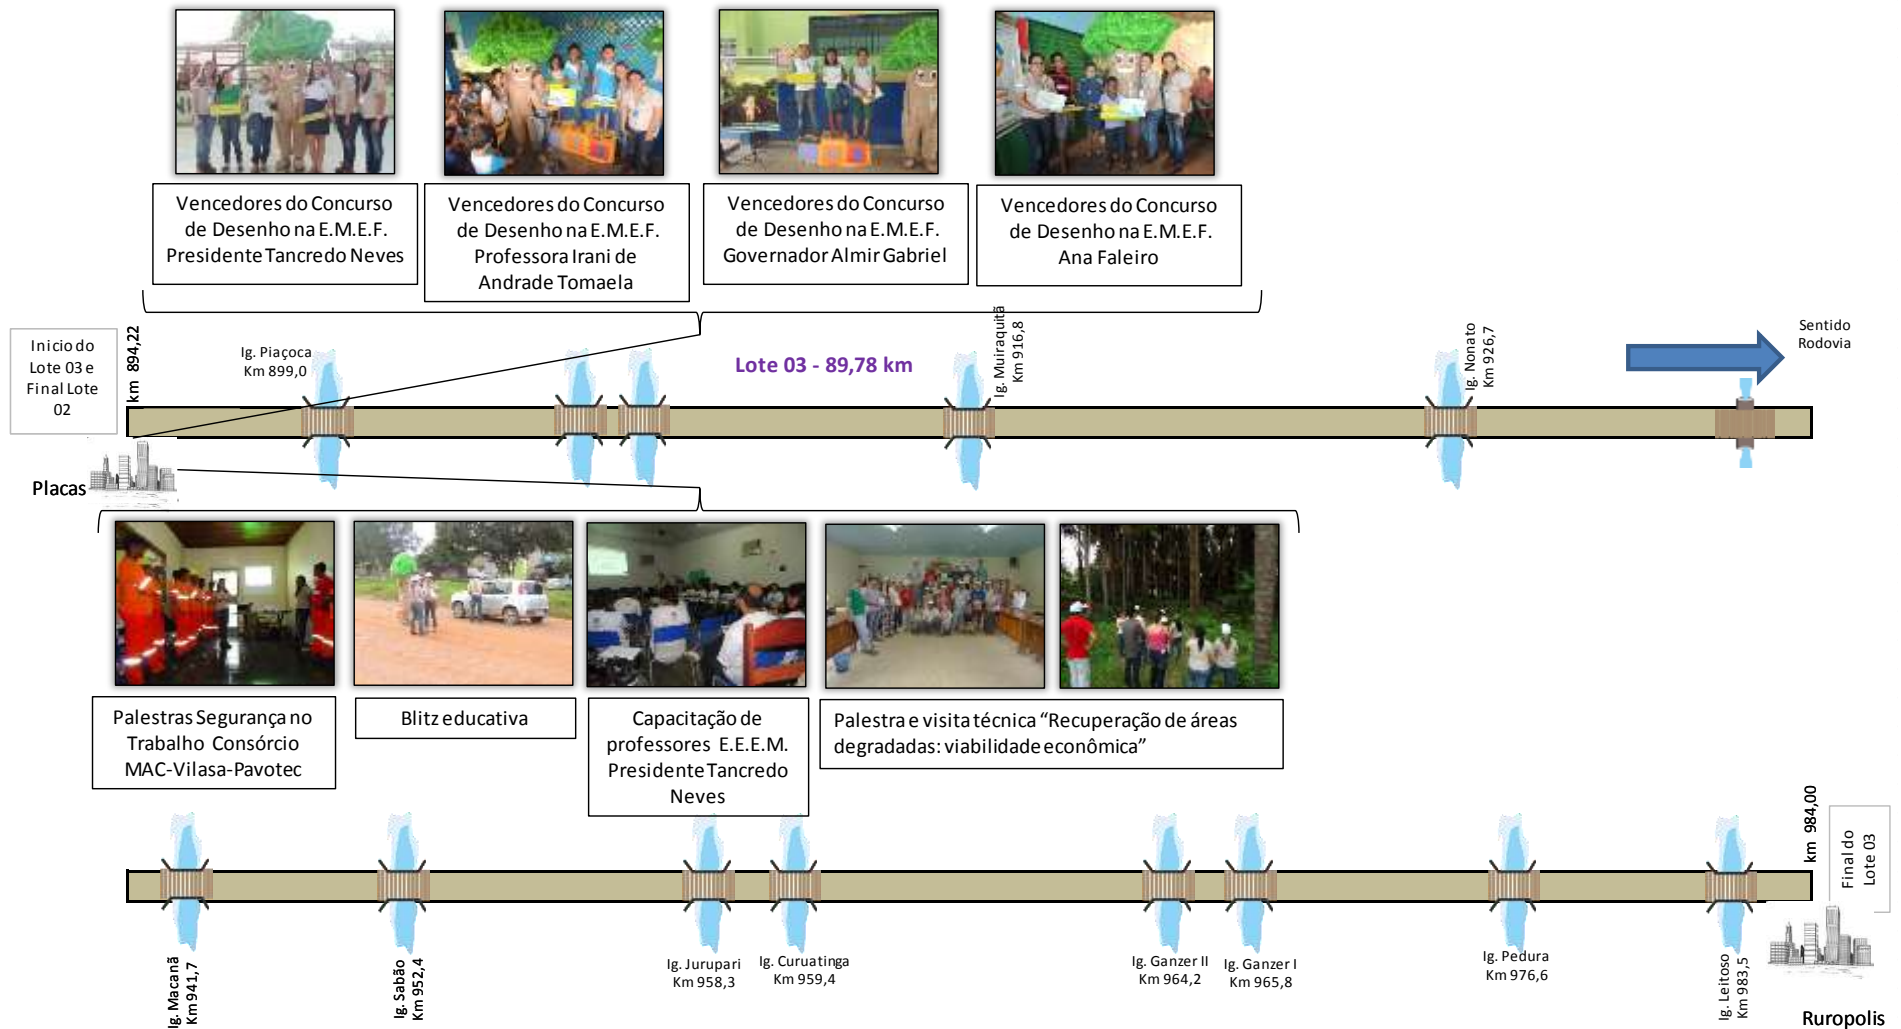 Vencedores do Concurso
de Desenho na E.M.E.F.
Presidente Tancredo Neves
Vencedores do Concurso
de Desenho na E.M.E.F.
Professora Irani de
Andrade Tomaela
Vencedores do Concurso
de Desenho na E.M.E.F.
Governador Almir Gabriel
Vencedores do Concurso
de Desenho na E.M.E.F.
Ana Faleiro
Inicio do
Lote 03 e
Final Lote
02
km 894,22
Ig. Piaçoca
Km 899,0
Lote 03 - 89,78 km
Ig. Muiraquitã
Km 916,8
Ig. Nonato
Km 926,7
Sentido
Rodovia
Placas
Palestras Segurança no
Trabalho Consórcio
MAC-Vilasa-Pavotec
Blitz educativa
Capacitação de
professores E.E.E.M.
Presidente Tancredo
Neves
Palestra e visita técnica “Recuperação de áreas
degradadas: viabilidade econômica”
km 984,00
Final do
Lote 03
Ig. Macanã
Km 941,7
Ig. Sabão
Km 952,4
Ig. Jurupari
Km 958,3
Ig. Curuatinga
Km 959,4
Ig. Ganzer II
Km 964,2
Ig. Ganzer I
Km 965,8
Ig. Pedura
Km 976,6
Ig. Leitoso
Km 983,5
Ruropolis